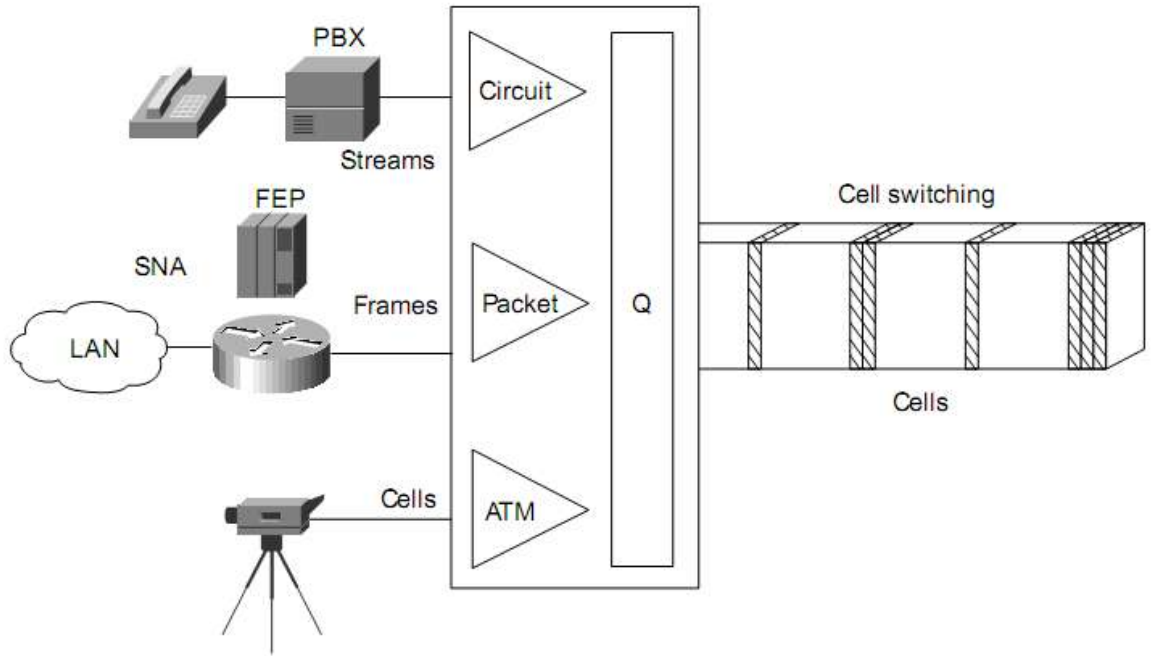 PBX
Circuit
Streams
FEP
Cell switching
SNA
Frames
Packet
Q
LAN
Cells
Cells
ATM